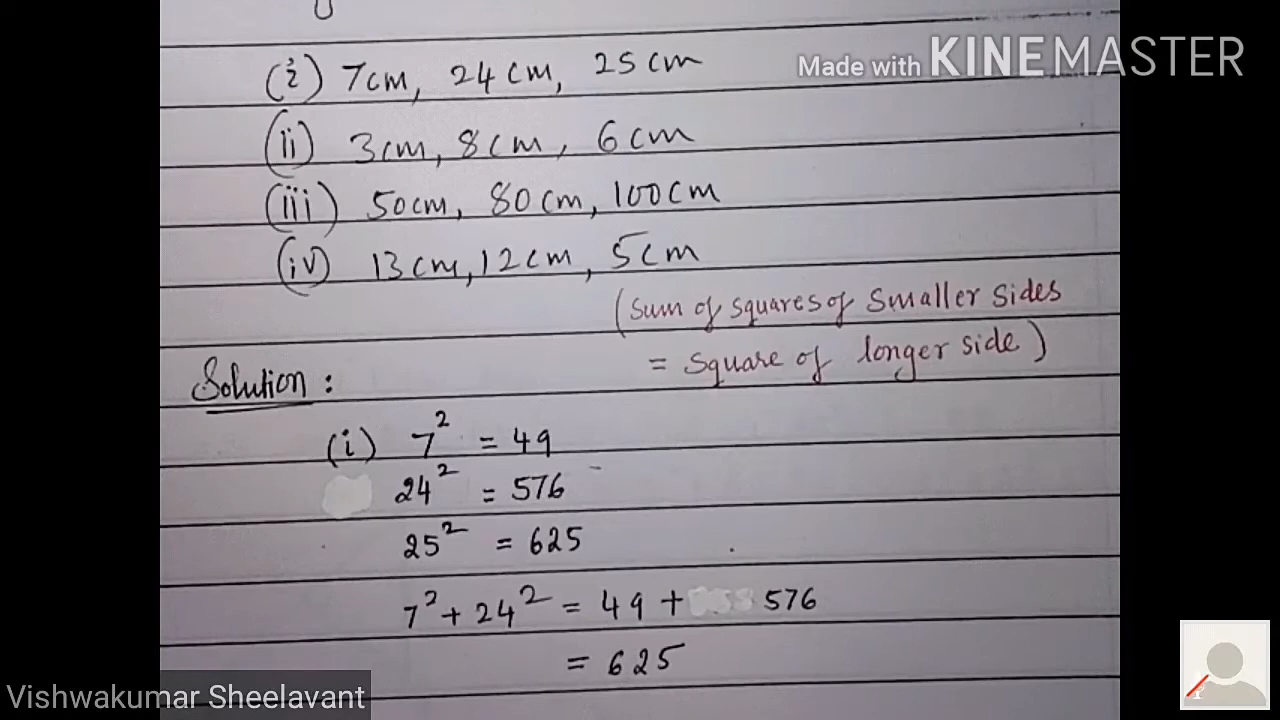 (i) 7cm, 24cm, 25cm
Made with KINEMASTER
(ii) 3cm, 8cm, 6cm
(iii) 50cm, 80cm, 100cm
(iv) 13cm, 12cm, 5cm
(Sum of squares of smaller sides
= square of longer side)
Solution :
(i) 7² = 49
24² = 576
25² = 625
7² + 24² = 49 + 576
= 625
Vishwakumar Sheelavant